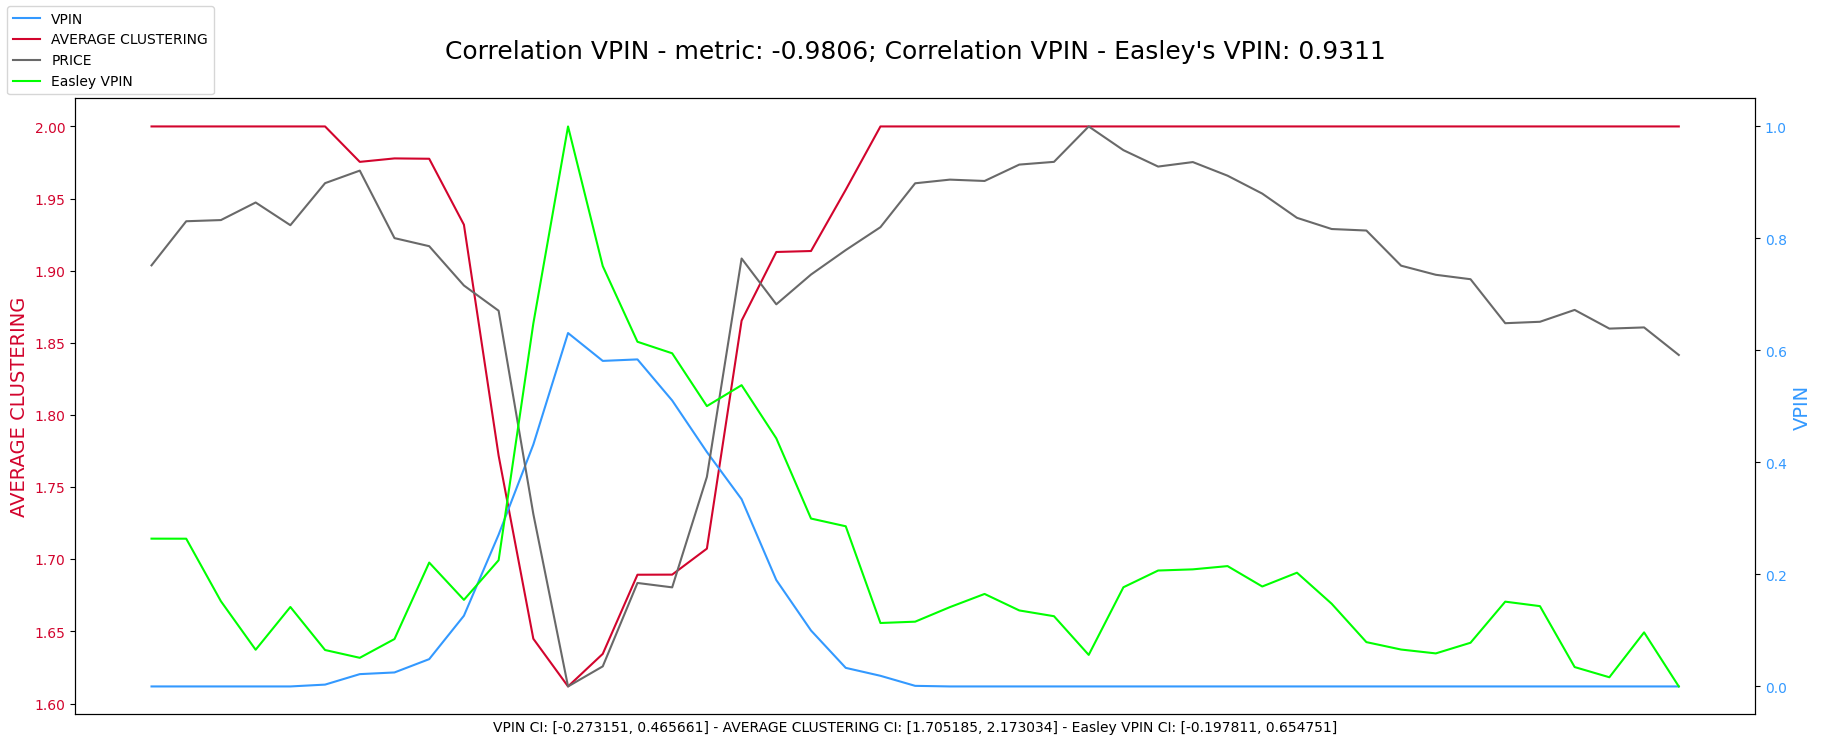 VPIN
AVERAGE CLUSTERING
PRICE
Easley VPIN
Correlation VPIN - metric: -0.9806; Correlation VPIN - Easley's VPIN: 0.9311
AVERAGE CLUSTERING
2.00
1.95
1.90
1.85
1.80
1.75
1.70
1.65
1.60
1.0
0.8
0.6
0.4
0.2
0.0
VPIN
VPIN CI: [-0.273151, 0.465661] - AVERAGE CLUSTERING CI: [1.705185, 2.173034] - Easley VPIN CI: [-0.197811, 0.654751]